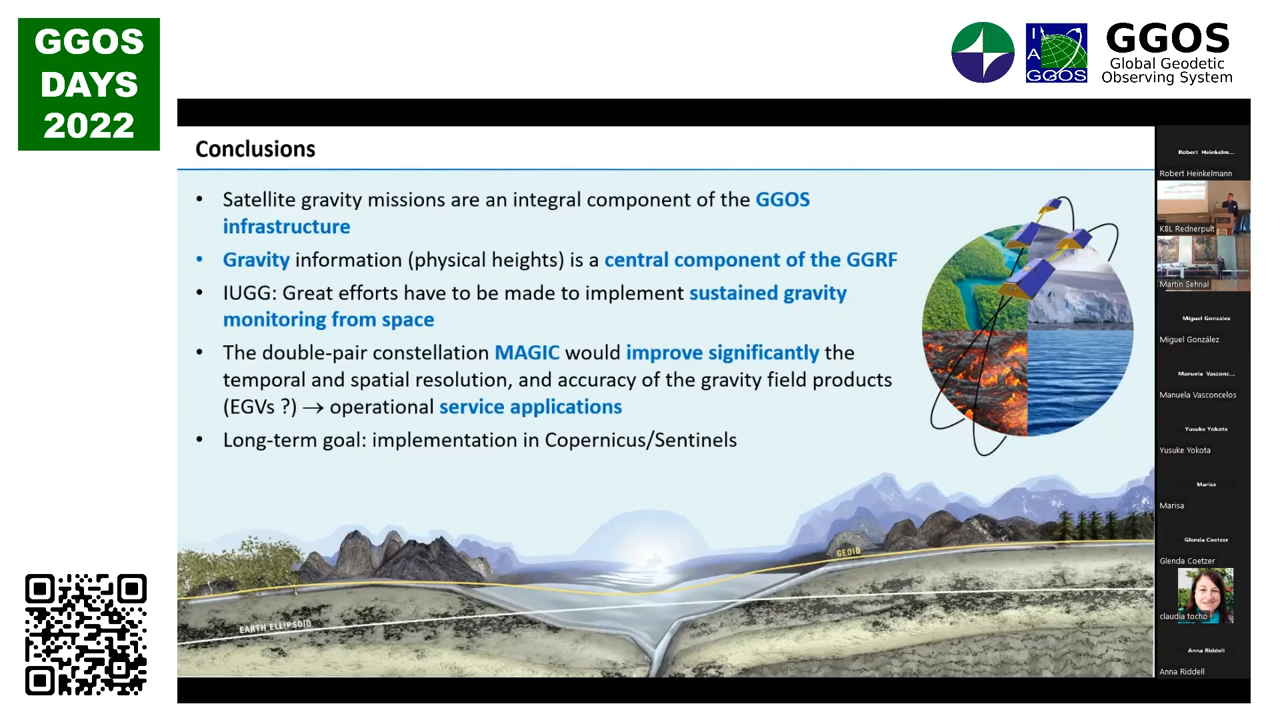 GGOS
DAYS
2022
I
A
GGOS
GGOS
Global Geodetic
Observing System
Conclusions
• Satellite gravity missions are an integral component of the GGOS
infrastructure
• Gravity information (physical heights) is a central component of the GGRF
• IUGG: Great efforts have to be made to implement sustained gravity
monitoring from space
• The double-pair constellation MAGIC would improve significantly the
temporal and spatial resolution, and accuracy of the gravity field products
(EGVs ?) → operational service applications
• Long-term goal: implementation in Copernicus/Sentinels
GEOID
EARTH ELLIPSOID
Robert Heinkelm...
Robert Heinkelmann
KBL Rednerpult
Martin Sehnal
Miguel González
Miguel González
Manuela Vasconc...
Manuela Vasconcelos
Yusuke Yokota
Yusuke Yokota
Marisa
Marisa
Glenda Coetzer
Glenda Coetzer
claudia tocho
Anna Riddell
Anna Riddell